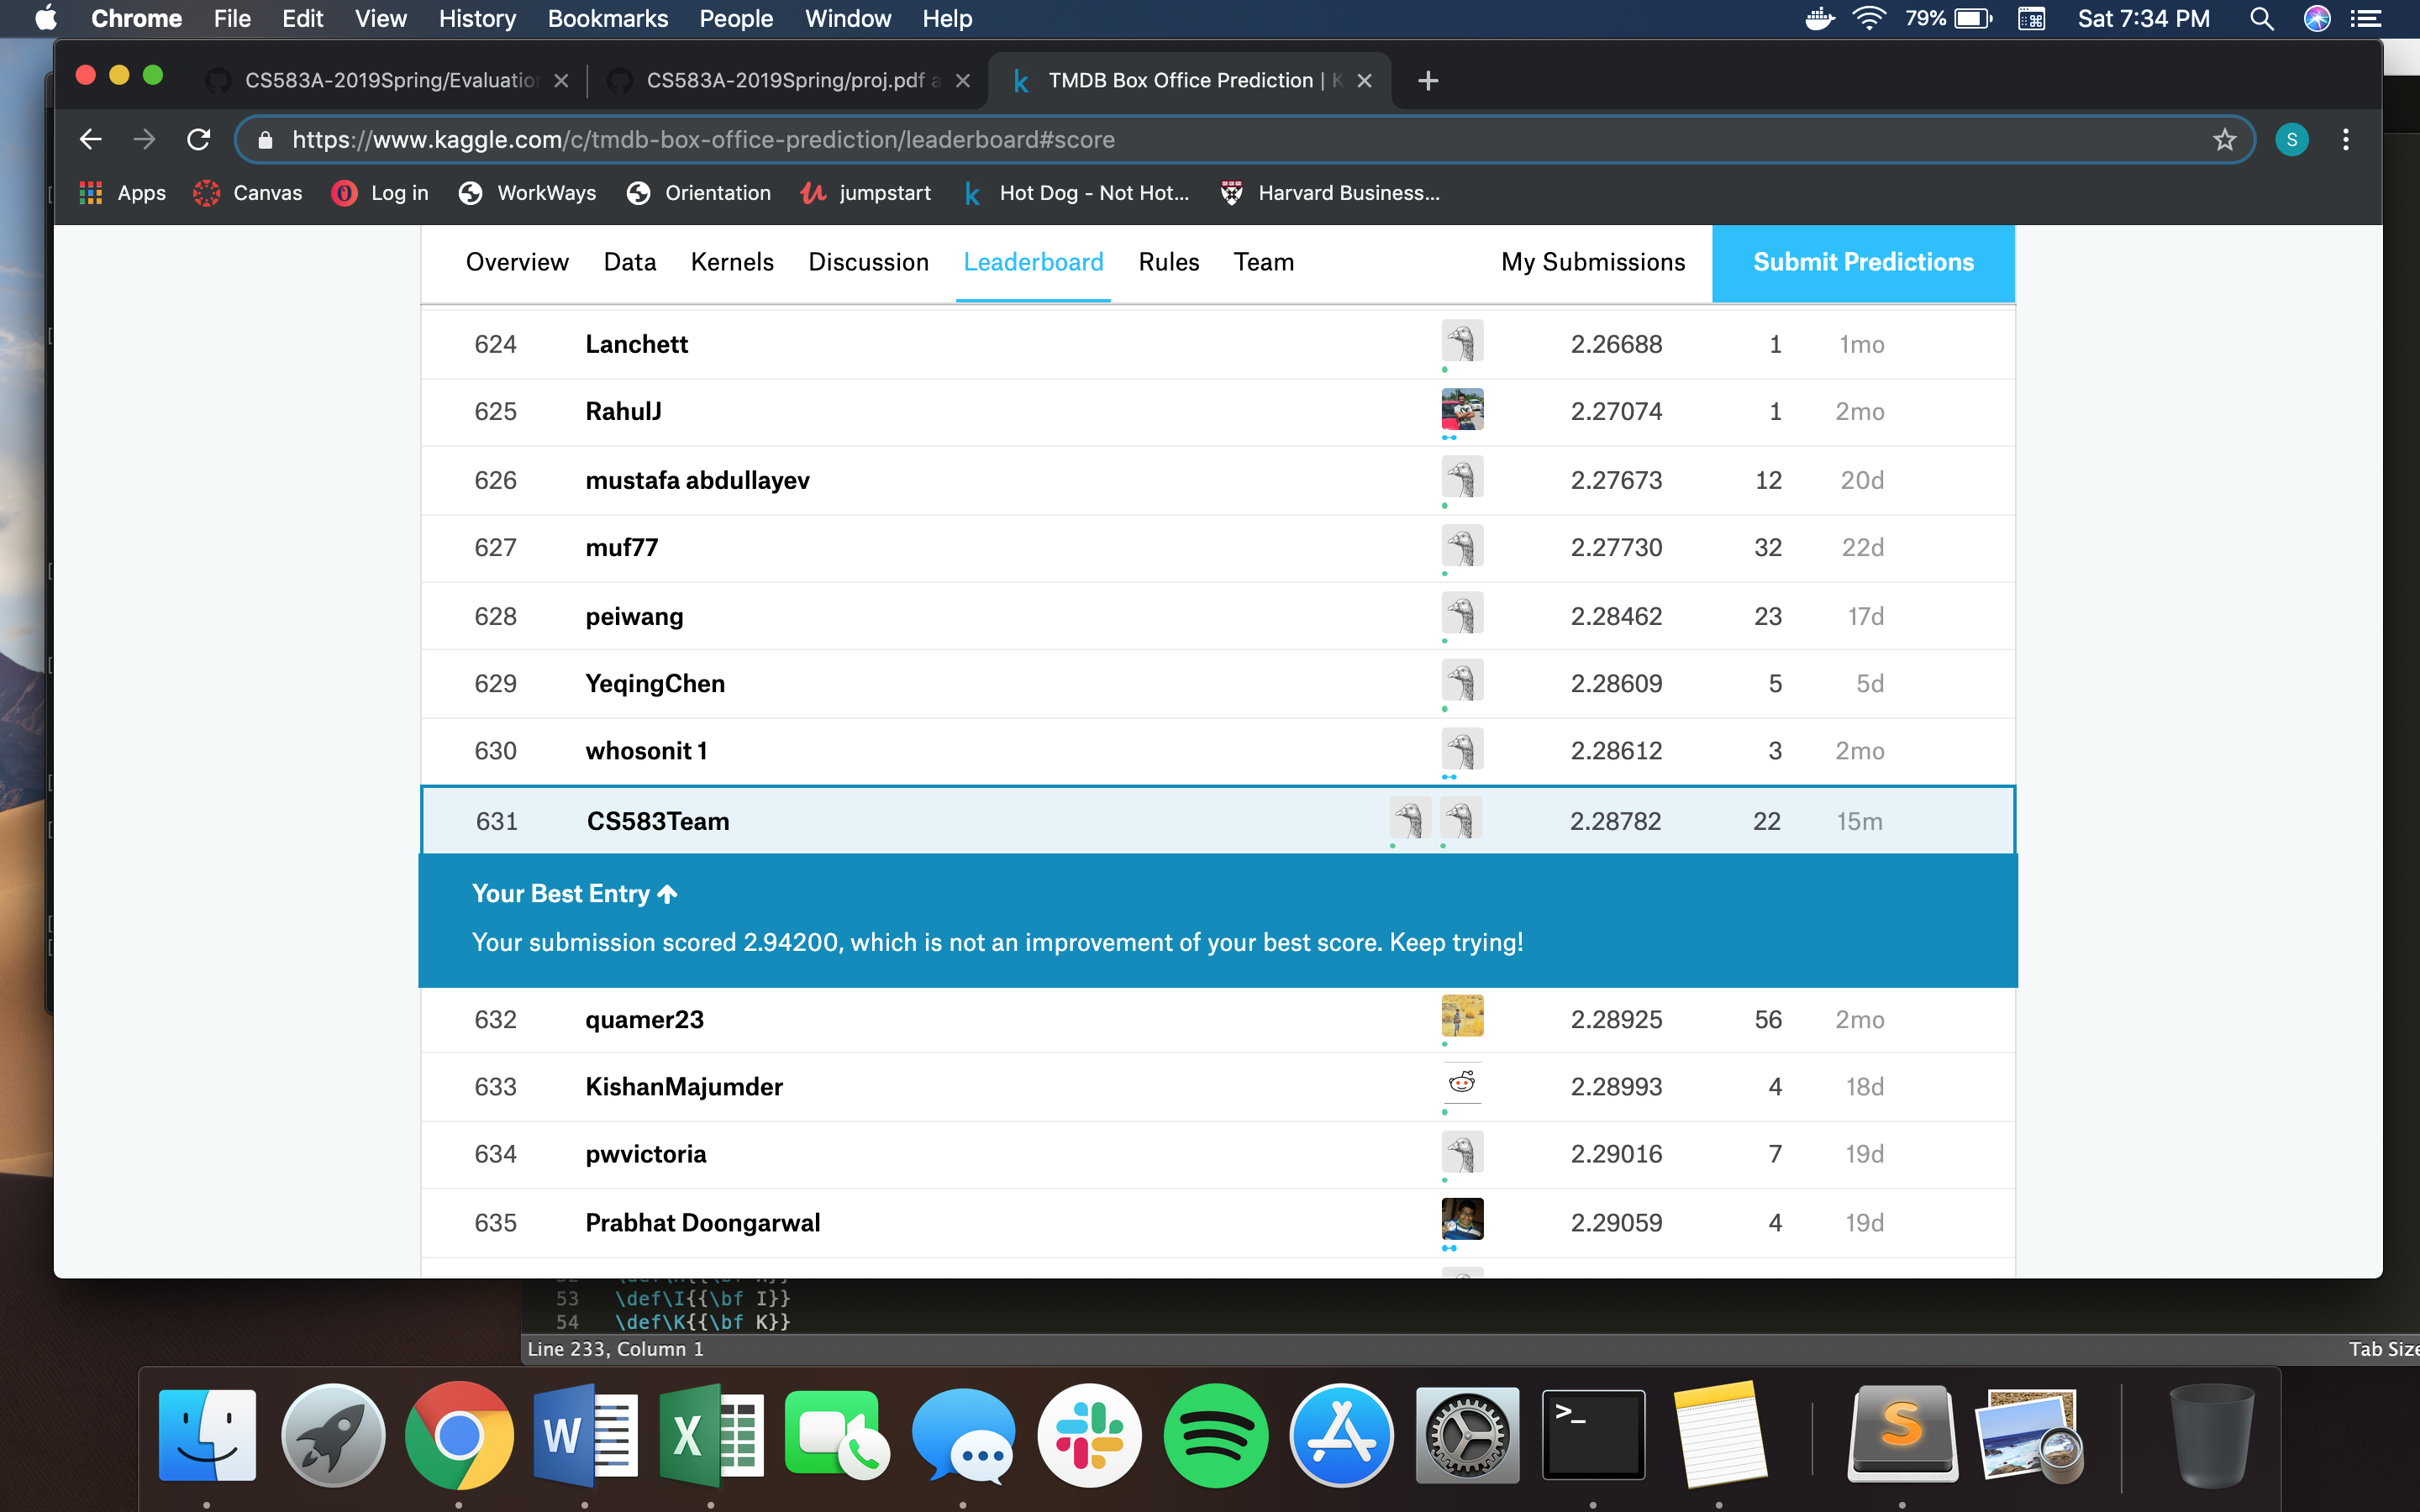 Chrome File Edit View History Bookmarks People Window Help 79% Sat 7:34 PM
CS583A-2019Spring/Evaluation CS583A-2019Spring/proj.pdf a TMDB Box Office Prediction | K
https://www.kaggle.com/c/tmdb-box-office-prediction/leaderboard#score S
Apps Canvas Log in WorkWays Orientation jumpstart Hot Dog - Not Hot... Harvard Business...
Overview Data Kernels Discussion Leaderboard Rules Team My Submissions Submit Predictions
624 Lanchett 2.26688 1 1mo
625 RahulJ 2.27074 1 2mo
626 mustafa abdullayev 2.27673 12 20d
627 muf77 2.27730 32 22d
628 peiwang 2.28462 23 17d
629 YeqingChen 2.28609 5 5d
630 whosonit 1 2.28612 3 2mo
631 CS583Team 2.28782 22 15m
Your Best Entry
Your submission scored 2.94200, which is not an improvement of your best score. Keep trying!
632 quamer23 2.28925 56 2mo
633 KishanMajumder 2.28993 4 18d
634 pwvictoria 2.29016 7 19d
635 Prabhat Doongarwal 2.29059 4 19d
53 \def\I{{\bf I}}
54 \def\K{{\bf K}}
Line 233, Column 1 Tab Size